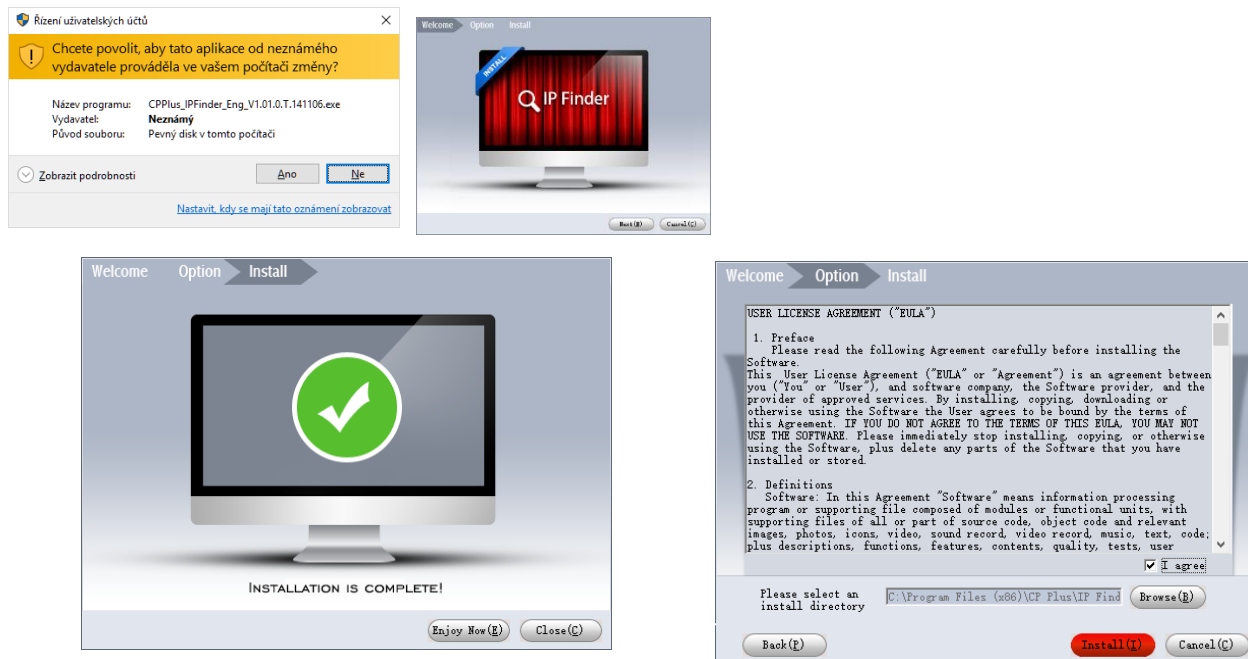 Řízení uživatelských účtů
Chcete povolit, aby tato aplikace od neznámého
vydavatele prováděla ve vašem počítači změny?
Název programu: CPPlus_IPFinder_Eng_V1.01.0.T.141106.exe
Vydavatel: Neznámý
Původ souboru: Pevný disk v tomto počítači
Zobrazit podrobnosti
Ano
Ne
Nastavit, kdy se mají tato oznámení zobrazovat
Welcome Option Install
INSTALL
IP Finder
Next(N) Cancel(C)
Welcome Option Install
INSTALLATION IS COMPLETE!
Enjoy Now(E) Close(C)
Welcome Option Install
USER LICENSE AGREEMENT ("EULA")
1. Preface
Please read the following Agreement carefully before installing the
Software.
This User License Agreement ("EULA" or "Agreement") is an agreement between
you ("You" or "User"), and software company, the Software provider, and the
provider of approved services. By installing, copying, downloading or
otherwise using the Software the User agrees to be bound by the terms of
this Agreement. IF YOU DO NOT AGREE TO THE TERMS OF THIS EULA, YOU MAY NOT
USE THE SOFTWARE. Please immediately stop installing, copying, or otherwise
using the Software, plus delete any parts of the Software that you have
installed or stored.
2. Definitions
Software: In this Agreement "Software" means information processing
program or supporting file composed of modules or functional units, with
supporting files of all or part of source code, object code and relevant
images, photos, icons, video, sound record, video record, music, text, code;
plus descriptions, functions, features, contents, quality, tests, user
I agree
Please select an
install directory
C:\Program Files (x86)\CP Plus\IP Find
Browse(B)
Back(P) Install(I) Cancel(C)